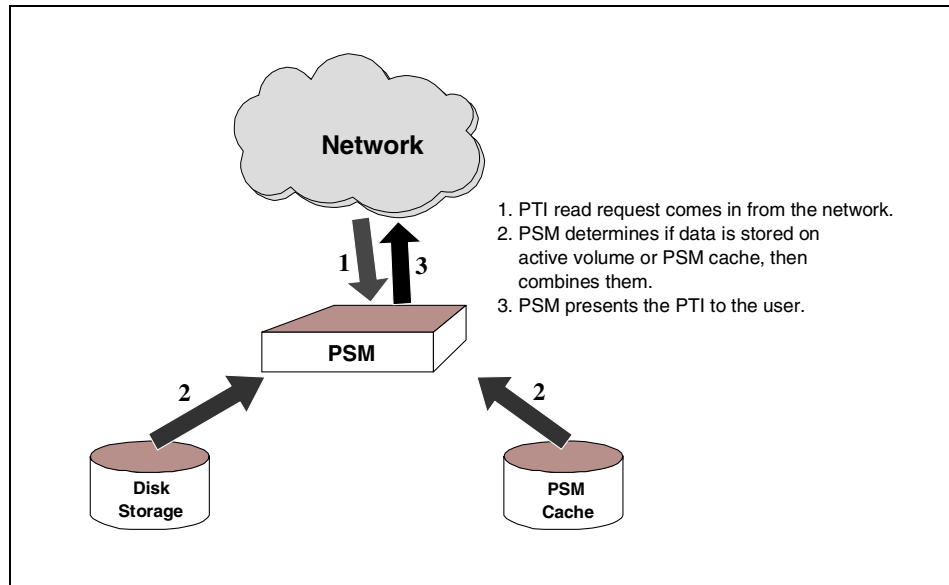 Network
1. PTI read request comes in from the network.
2. PSM determines if data is stored on
active volume or PSM cache, then
combines them.
3. PSM presents the PTI to the user.
1
3
PSM
2
2
Disk
Storage
PSM
Cache